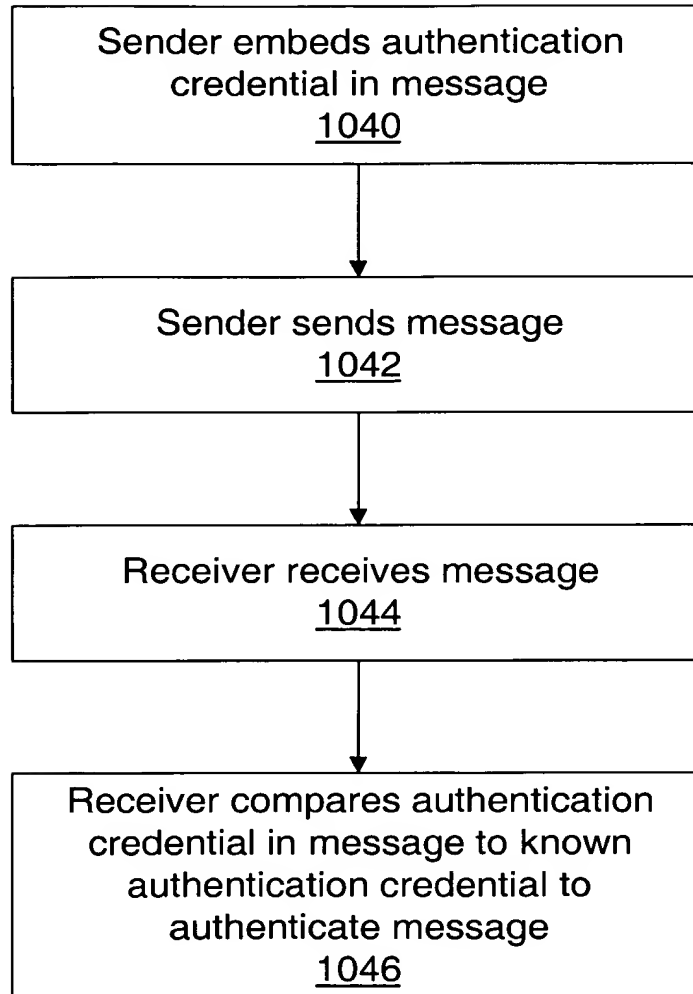 Sender embeds authentication
credential in message
1040
Sender sends message
1042
Receiver receives message
1044
Receiver compares authentication
credential in message to known
authentication credential to
authenticate message
1046